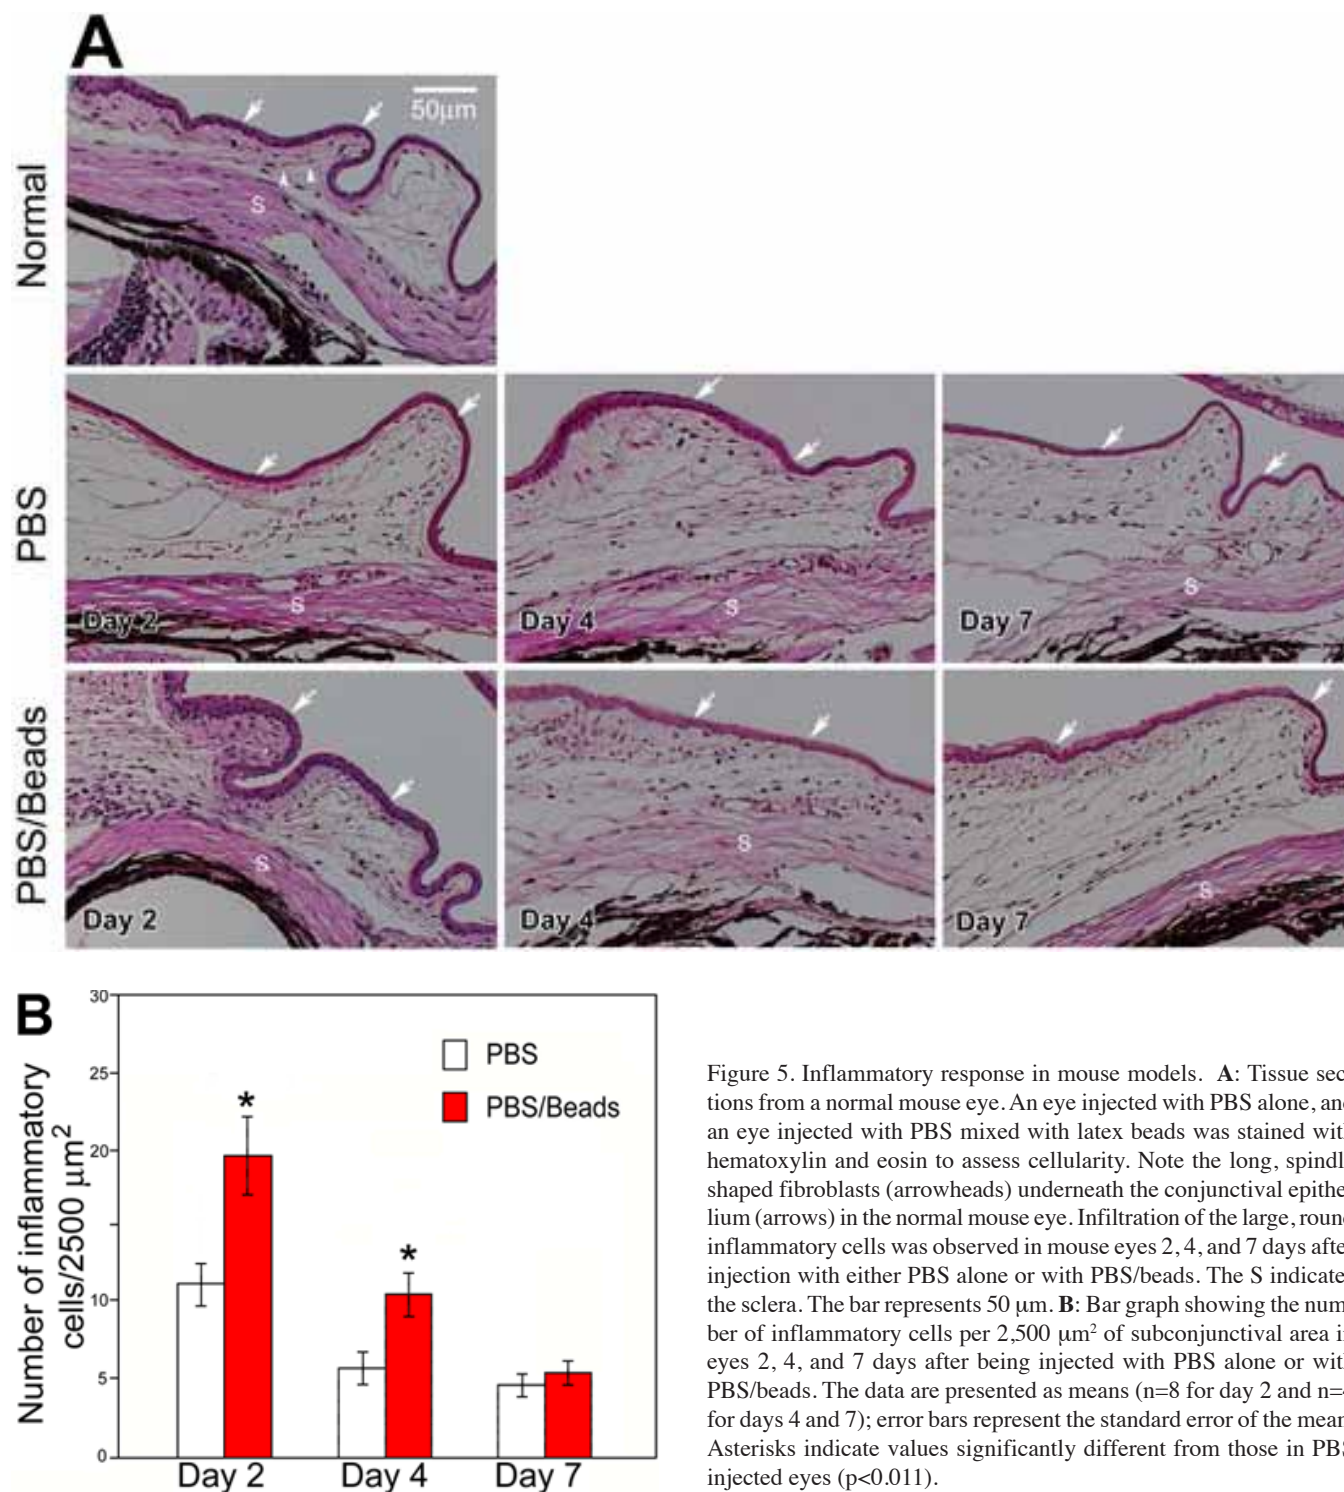 A
50μm
Normal
S
PBS
S
Day 2
S
Day 4
S
Day 7
PBS/Beads
S
Day 2
S
Day 4
S
Day 7
B
Number of inflammatory
cells/2500 μm²
30
25
20
10
5
0
PBS
PBS/Beads
*
*
Day 2
Day 4
Day 7
Figure 5. Inflammatory response in mouse models. A: Tissue sec
tions from a normal mouse eye. An eye injected with PBS alone, and
an eye injected with PBS mixed with latex beads was stained with
hematoxylin and eosin to assess cellularity. Note the long, spindl
shaped fibroblasts (arrowheads) underneath the conjunctival epithe
lium (arrows) in the normal mouse eye. Infiltration of the large, round
inflammatory cells was observed in mouse eyes 2, 4, and 7 days afte
injection with either PBS alone or with PBS/beads. The S indicate
the sclera. The bar represents 50 μm. B: Bar graph showing the num
ber of inflammatory cells per 2,500 μm² of subconjunctival area i
eyes 2, 4, and 7 days after being injected with PBS alone or with
PBS/beads. The data are presented as means (n=8 for day 2 and n=
for days 4 and 7); error bars represent the standard error of the mean
Asterisks indicate values significantly different from those in PBS
injected eyes (p<0.011).